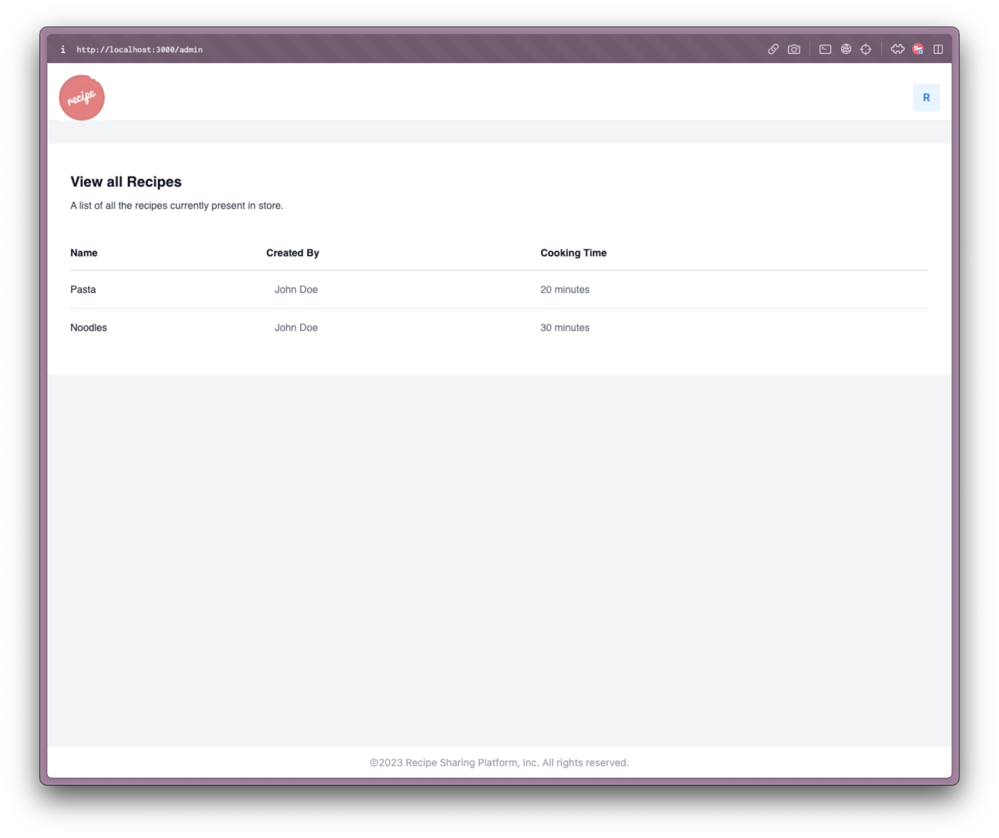 i http://localhost:3000/admin
recipe
R
View all Recipes
A list of all the recipes currently present in store.
Name Created By Cooking Time
Pasta John Doe 20 minutes
Noodles John Doe 30 minutes
©2023 Recipe Sharing Platform, Inc. All rights reserved.